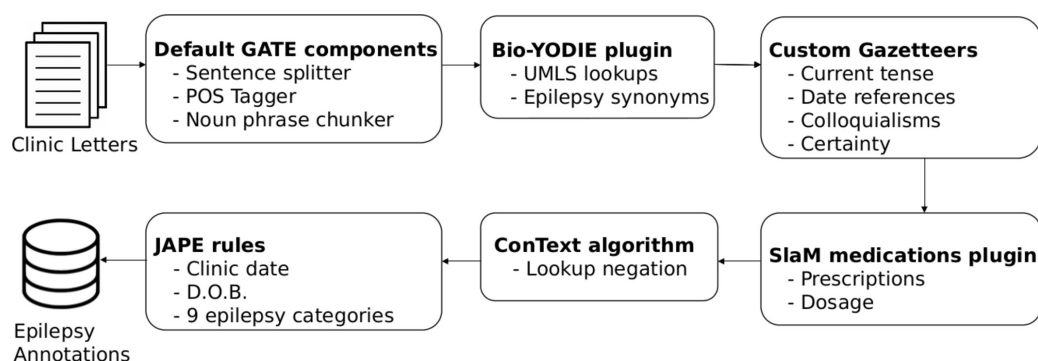 Clinic Letters
Default GATE components
- Sentence splitter
- POS Tagger
- Noun phrase chunker
Bio-YODIE plugin
- UMLS lookups
- Epilepsy synonyms
Custom Gazetteers
- Current tense
- Date references
- Colloquialisms
- Certainty
SlaM medications plugin
- Prescriptions
- Dosage
ConText algorithm
- Lookup negation
JAPE rules
- Clinic date
- D.O.B.
- 9 epilepsy categories
Epilepsy
Annotations